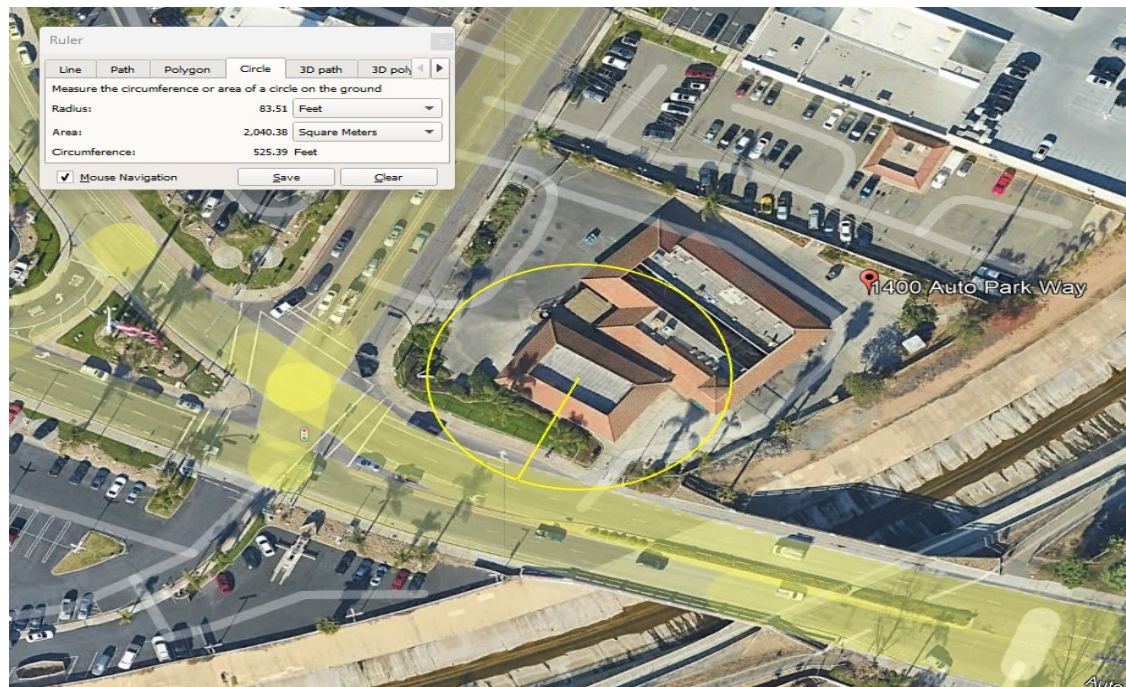 Ruler
Line Path Polygon Circle 3D path 3D poly
Measure the circumference or area of a circle on the ground
Radius: 83.51 Feet
Area: 2,040.38 Square Meters
Circumference: 525.39 Feet
Mouse Navigation Save Clear
1400 Auto Park Way
Auto